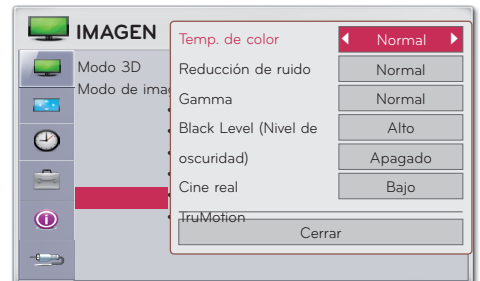 IMAGEN
Modo 3D
Modo de imag
Temp. de color Normal
Reducción de ruido Normal
Gamma Normal
Black Level (Nivel de Alto
oscuridad) Apagado
Cine real Bajo
TruMotion
Cerrar